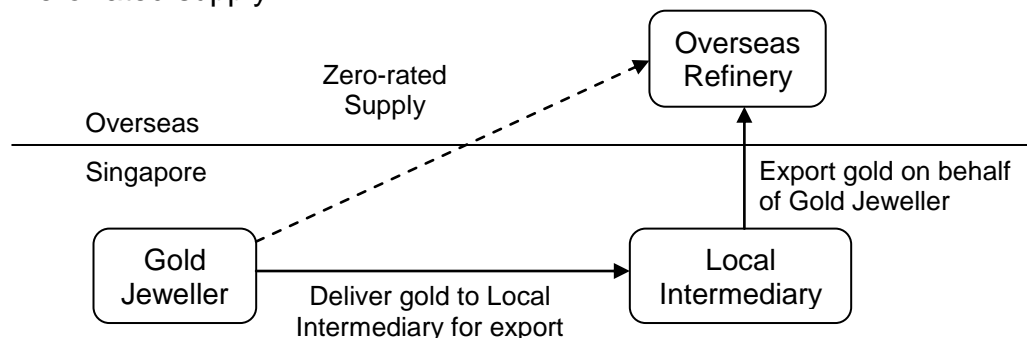 Overseas
Refinery
Zero-rated
Supply
Overseas
Singapore
Export gold on behalf
of Gold Jeweller
Gold
Jeweller
Local
Intermediary
Deliver gold to Local
Intermediary for export